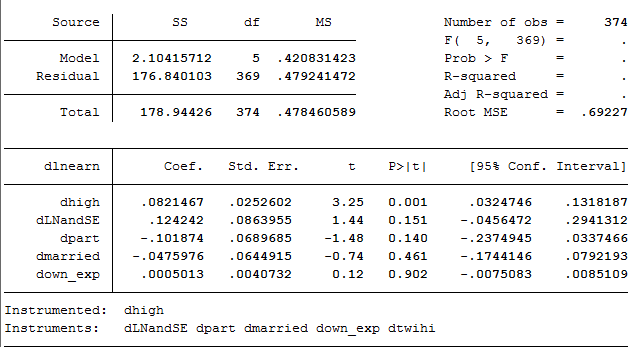 Source SS df MS Number of obs = 374
F( 5, 369) = .
Model 2.10415712 5 .420831423 Prob > F = .
Residual 176.840103 369 .479241472 R-squared = .
Adj R-squared = .
Total 178.94426 374 .478460589 Root MSE = .69227
dlnearn Coef. Std. Err. t P>|t| [95% Conf. Interval]
dhigh .0821467 .0252602 3.25 0.001 .0324746 .1318187
dLNandSE .124242 .0863955 1.44 0.151 -.0456472 .2941312
dpart -.101874 .0689685 -1.48 0.140 -.2374945 .0337466
dmarried -.0475976 .0644915 -0.74 0.461 -.1744146 .0792193
down_exp .0005013 .0040732 0.12 0.902 -.0075083 .0085109
Instrumented: dhigh
Instruments: dLNandSE dpart dmarried down_exp dtwihi